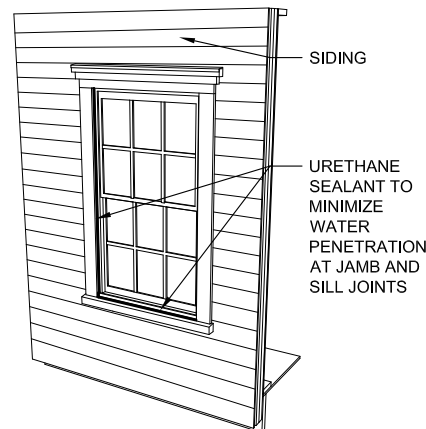 SIDING
URETHANE
SEALANT TO
MINIMIZE
WATER
PENETRATION
AT JAMB AND
SILL JOINTS